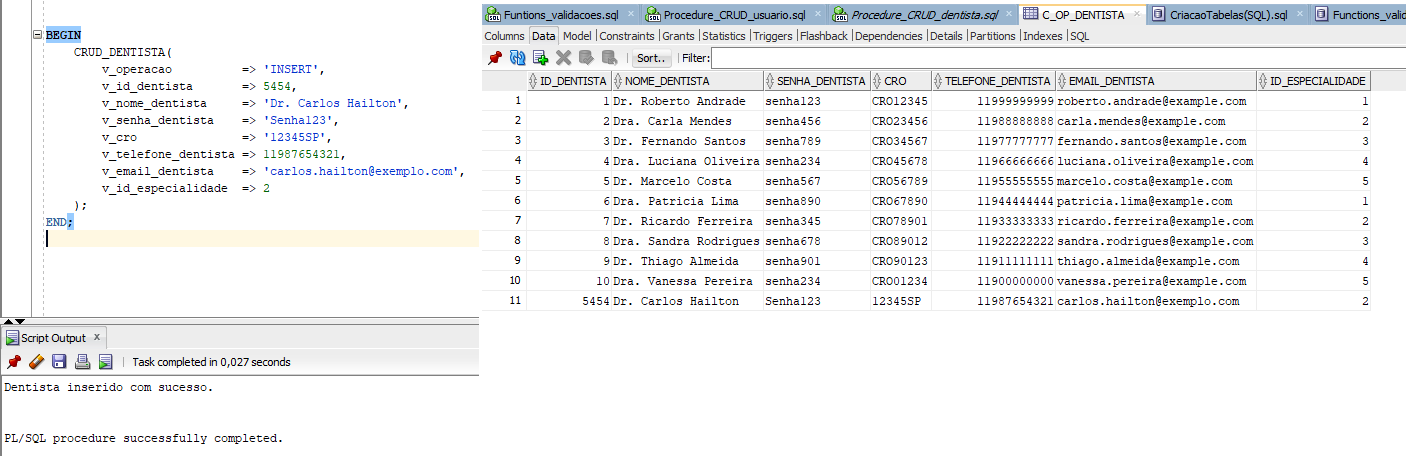 BEGIN
CRUD_DENTISTA(
v_operacao => 'INSERT',
v_id_dentista => 5454,
v_nome_dentista => 'Dr. Carlos Hailton',
v_senha_dentista => 'Senha123',
v_cro => '12345SP',
v_telefone_dentista => 11987654321,
v_email_dentista => 'carlos.hailton@exemplo.com',
v_id_especialidade => 2
);
END;
Script Output x
Task completed in 0,027 seconds
Dentista inserido com sucesso.
PL/SQL procedure successfully completed.
Funtions_validacoes.sql Procedure_CRUD_usuario.sql Procedure_CRUD_dentista.sql C_OP_DENTISTA CriacaoTabelas(SQL).sql Functions_valid
Columns Data Model Constraints Grants Statistics Triggers Flashback Dependencies Details Partitions Indexes SQL
Sort.. Filter:
ID_DENTISTA NOME_DENTISTA SENHA_DENTISTA CRO TELEFONE_DENTISTA EMAIL_DENTISTA ID_ESPECIALIDADE
1 1 Dr. Roberto Andrade senha123 CRO12345 11999999999 roberto.andrade@example.com 1
2 2 Dra. Carla Mendes senha456 CRO23456 11988888888 carla.mendes@example.com 2
3 3 Dr. Fernando Santos senha789 CRO34567 11977777777 fernando.santos@example.com 3
4 4 Dra. Luciana Oliveira senha234 CRO45678 11966666666 luciana.oliveira@example.com 4
5 5 Dr. Marcelo Costa senha567 CRO56789 11955555555 marcelo.costa@example.com 5
6 6 Dra. Patricia Lima senha890 CRO67890 11944444444 patricia.lima@example.com 1
7 7 Dr. Ricardo Ferreira senha345 CRO78901 11933333333 ricardo.ferreira@example.com 2
8 8 Dra. Sandra Rodrigues senha678 CRO89012 11922222222 sandra.rodrigues@example.com 3
9 9 Dr. Thiago Almeida senha901 CRO90123 11911111111 thiago.almeida@example.com 4
10 10 Dra. Vanessa Pereira senha234 CRO01234 11900000000 vanessa.pereira@example.com 5
11 5454 Dr. Carlos Hailton Senha123 12345SP 11987654321 carlos.hailton@exemplo.com 2